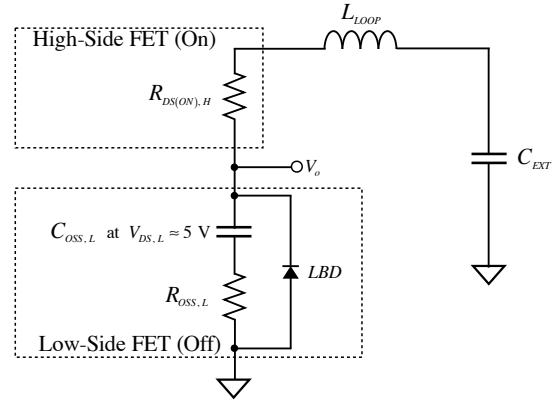 L_LOOP
High-Side FET (On)
R_DS(ON), H
C_EXT
V_o
C_OSS, L at V_DS, L ≈ 5 V
LBD
R_OSS, L
Low-Side FET (Off)